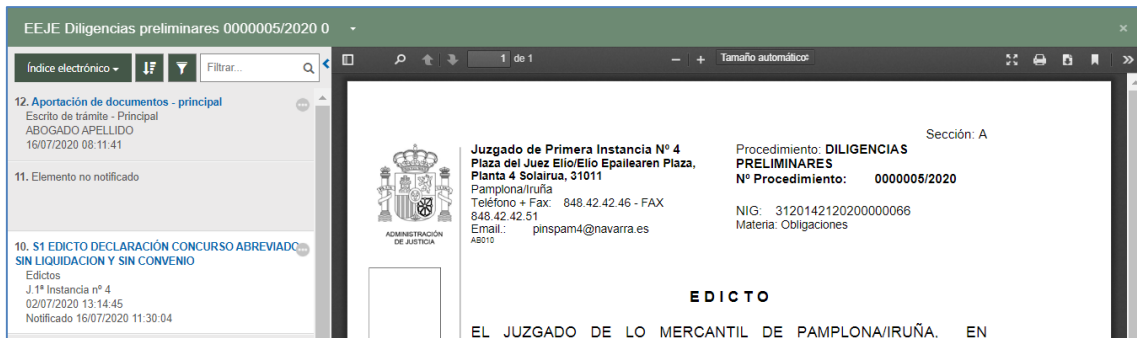 EEJE Diligencias preliminares 0000005/2020 0
Índice electrónico
Filtrar...
1 de 1
Tamaño automático
12. Aportación de documentos - principal
Escrito de trámite - Principal
ABOGADO APELLIDO
16/07/2020 08:11:41
11. Elemento no notificado
10. S1 EDICTO DECLARACIÓN CONCURSO ABREVIADO
SIN LIQUIDACION Y SIN CONVENIO
Edictos
J.1ª Instancia nº 4
02/07/2020 13:14:45
Notificado 16/07/2020 11:30:04
ADMINISTRACIÓN
DE JUSTICIA
Juzgado de Primera Instancia Nº 4
Plaza del Juez Elío/Elío Epailearen Plaza,
Planta 4 Solairua, 31011
Pamplona/Iruña
Teléfono + Fax: 848.42.42.46 - FAX
848.42.42.51
Email.: pinspam4@navarra.es
AB010
Sección: A
Procedimiento: DILIGENCIAS
PRELIMINARES
Nº Procedimiento: 0000005/2020
NIG: 3120142120200000066
Materia: Obligaciones
EDICTO
EL JUZGADO DE LO MERCANTIL DE PAMPLONA/IRUÑA. EN